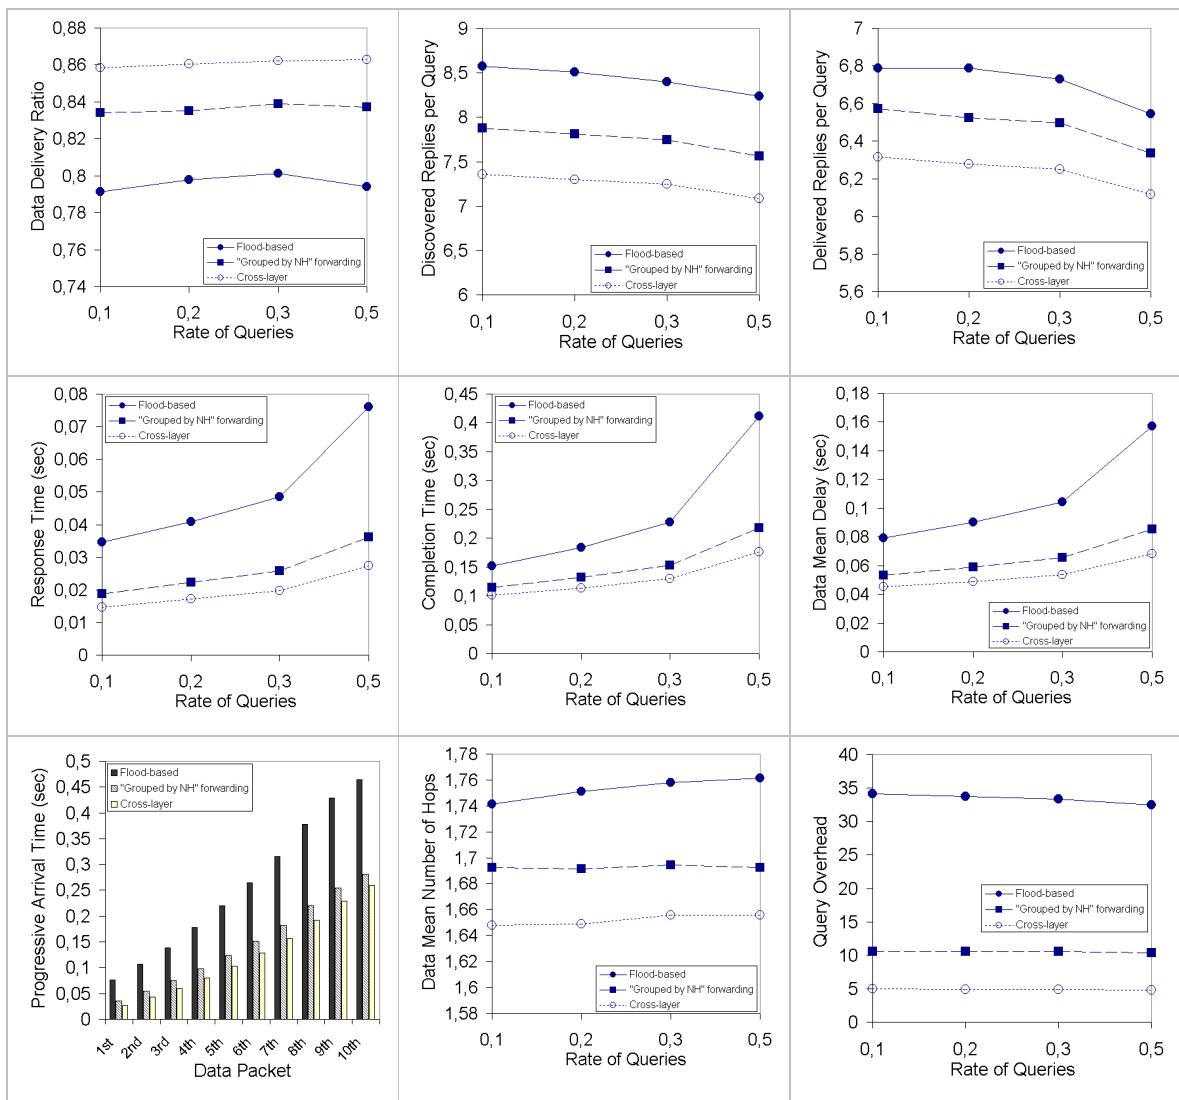 0,88
0,86
0,84
0,82
0,8
0,78
0,76
0,74
Data Delivery Ratio
Flood-based
"Grouped by NH" forwarding
Cross-layer
0,1 0,2 0,3 0,5
Rate of Queries
9
8,5
8
7,5
7
6,5
6
Discovered Replies per Query
Flood-based
"Grouped by NH" forwarding
Cross-layer
0,1 0,2 0,3 0,5
Rate of Queries
7
6,8
6,6
6,4
6,2
6
5,8
5,6
Delivered Replies per Query
Flood-based
"Grouped by NH" forwarding
Cross-layer
0,1 0,2 0,3 0,5
Rate of Queries
0,08
0,07
0,06
0,05
0,04
0,03
0,02
0,01
0
Response Time (sec)
Flood-based
"Grouped by NH" forwarding
Cross-layer
0,1 0,2 0,3 0,5
Rate of Queries
0,45
0,4
0,35
0,3
0,25
0,2
0,15
0,1
0,05
0
Completion Time (sec)
Flood-based
"Grouped by NH" forwarding
Cross-layer
0,1 0,2 0,3 0,5
Rate of Queries
0,18
0,16
0,14
0,12
0,1
0,08
0,06
0,04
0,02
0
Data Mean Delay (sec)
Flood-based
"Grouped by NH" forwarding
Cross-layer
0,1 0,2 0,3 0,5
Rate of Queries
0,5
0,45
0,4
0,35
0,3
0,25
0,2
0,15
0,1
0,05
0
Progressive Arrival Time (sec)
Flood-based
"Grouped by NH" forwarding
Cross-layer
1st 2nd 3rd 4th 5th 6th 7th 8th 9th 10th
Data Packet
1,78
1,76
1,74
1,72
1,7
1,68
1,66
1,64
1,62
1,6
1,58
Data Mean Number of Hops
Flood-based
"Grouped by NH" forwarding
Cross-layer
0,1 0,2 0,3 0,5
Rate of Queries
40
35
30
25
20
15
10
5
0
Query Overhead
Flood-based
"Grouped by NH" forwarding
Cross-layer
0,1 0,2 0,3 0,5
Rate of Queries